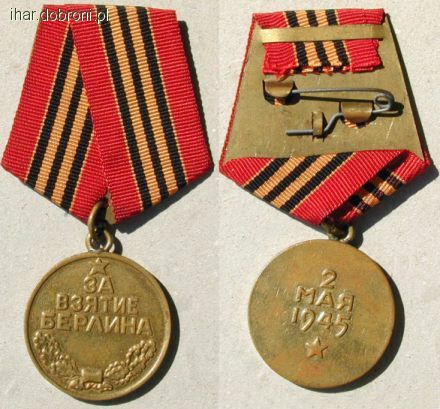 ihar.dobroni.pl
ЗА
ВЗЯТИЕ
БЕРЛИНА
2
МАЯ
1945